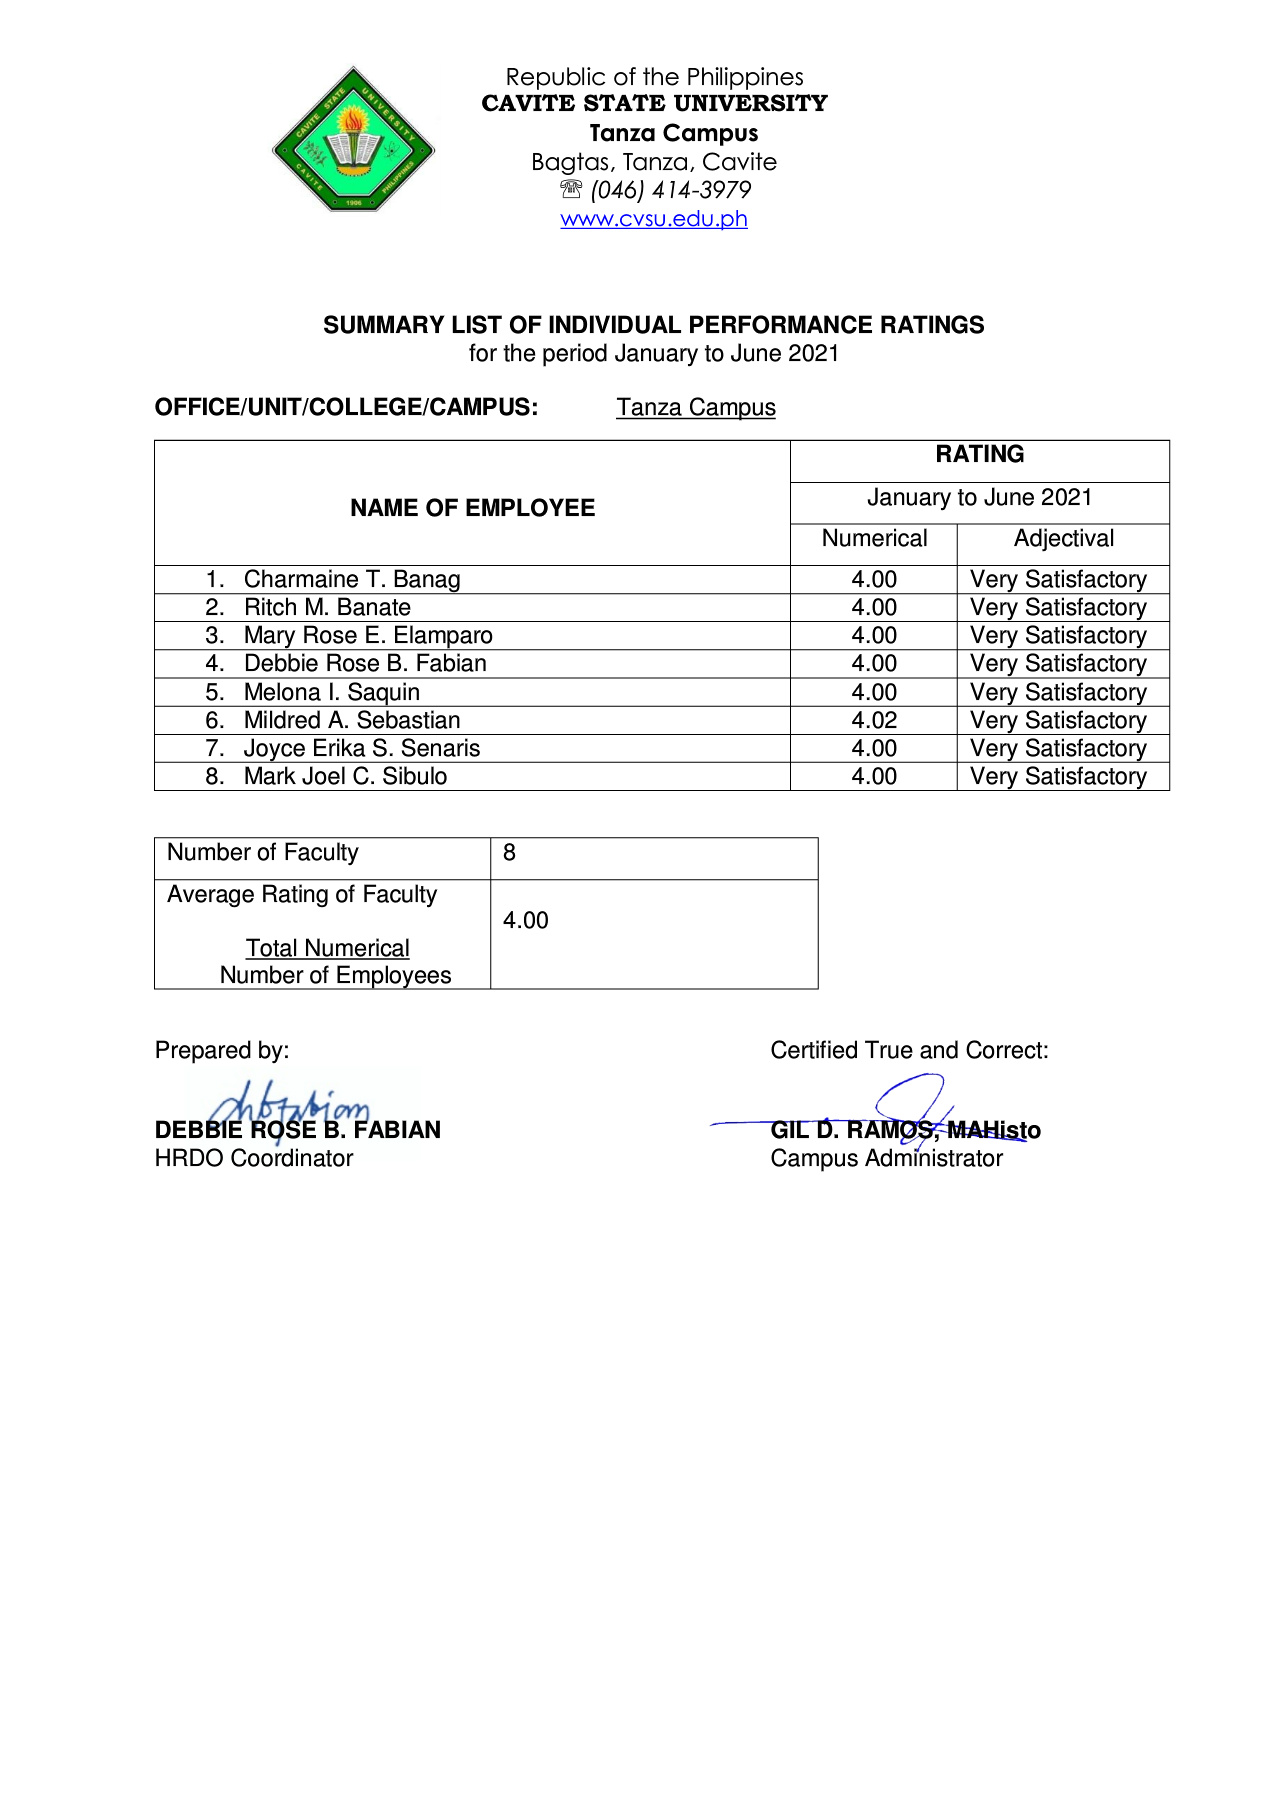 CAVITE STATE UNIVERSITY
CAVITE PHILIPPINES
1906
Republic of the Philippines
CAVITE STATE UNIVERSITY
Tanza Campus
Bagtas, Tanza, Cavite
☏ (046) 414-3979
www.cvsu.edu.ph
SUMMARY LIST OF INDIVIDUAL PERFORMANCE RATINGS
for the period January to June 2021
OFFICE/UNIT/COLLEGE/CAMPUS: Tanza Campus
NAME OF EMPLOYEE
RATING
January to June 2021
Numerical Adjectival
1. Charmaine T. Banag 4.00 Very Satisfactory
2. Ritch M. Banate 4.00 Very Satisfactory
3. Mary Rose E. Elamparo 4.00 Very Satisfactory
4. Debbie Rose B. Fabian 4.00 Very Satisfactory
5. Melona I. Saquin 4.00 Very Satisfactory
6. Mildred A. Sebastian 4.02 Very Satisfactory
7. Joyce Erika S. Senaris 4.00 Very Satisfactory
8. Mark Joel C. Sibulo 4.00 Very Satisfactory
Number of Faculty 8
Average Rating of Faculty
4.00
Total Numerical
Number of Employees
Prepared by: Certified True and Correct:
DEBBIE ROSE B. FABIAN GIL D. RAMOS, MAHisto
HRDO Coordinator Campus Administrator